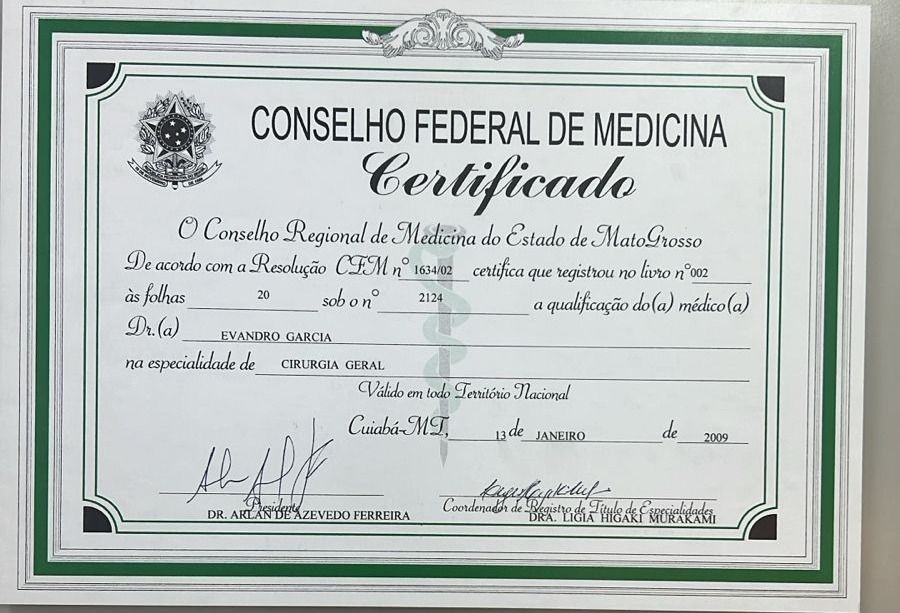 CONSELHO FEDERAL DE MEDICINA
Certificado
O Conselho Regional de Medicina do Estado de MatoGrosso
De acordo com a Resolução CFM nº 1634/02 certifica que registrou no livro nº 002
às folhas 20 sob o nº 2124 a qualificação do(a) médico(a)
Dr.(a) EVANDRO GARCIA
na especialidade de CIRURGIA GERAL
Válido em todo Território Nacional
Cuiabá-MT, 13 de JANEIRO de 2009
Presidente
DR. ARLAN DE AZEVEDO FERREIRA
Coordenador de Registro de Título de Especialidades
DRA. LIGIA HIGAKI MURAKAMI